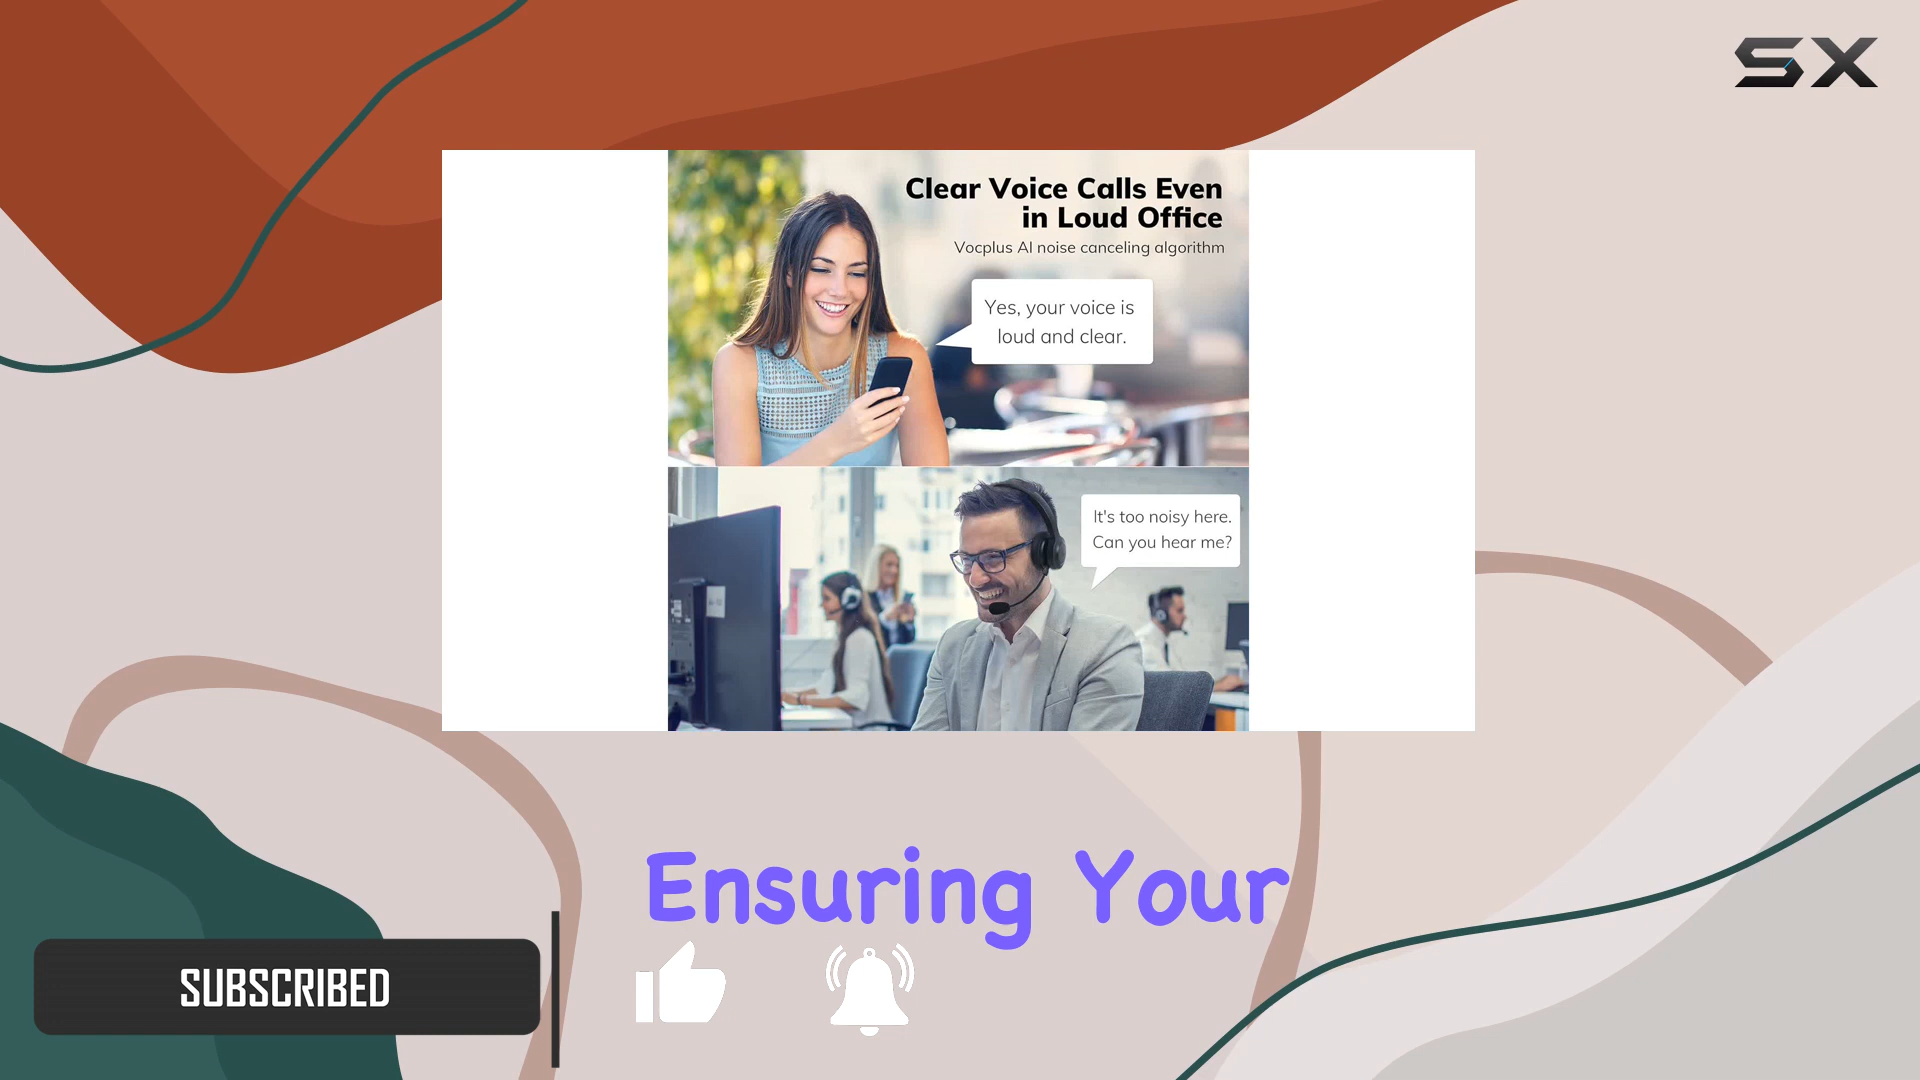 SX
Clear Voice Calls Even
in Loud Office
Vocplus AI noise canceling algorithm
Yes, your voice is
loud and clear.
It's too noisy here.
Can you hear me?
Ensuring Your
SUBSCRIBED